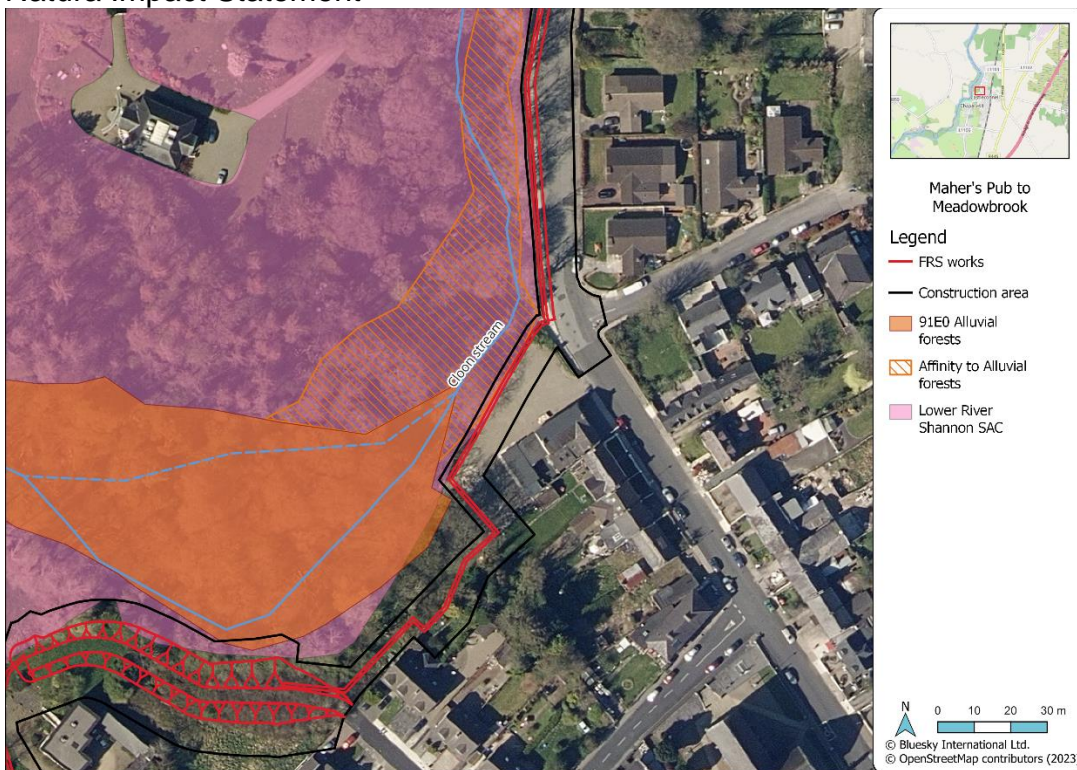 Natura Impact Statement
Cloon stream
Maher's Pub to
Meadowbrook
Legend
FRS works
Construction area
91E0 Alluvial
forests
Affinity to Alluvial
forests
Lower River
Shannon SAC
N
0 10 20 30 m
© Bluesky International Ltd.
© OpenStreetMap contributors (2023